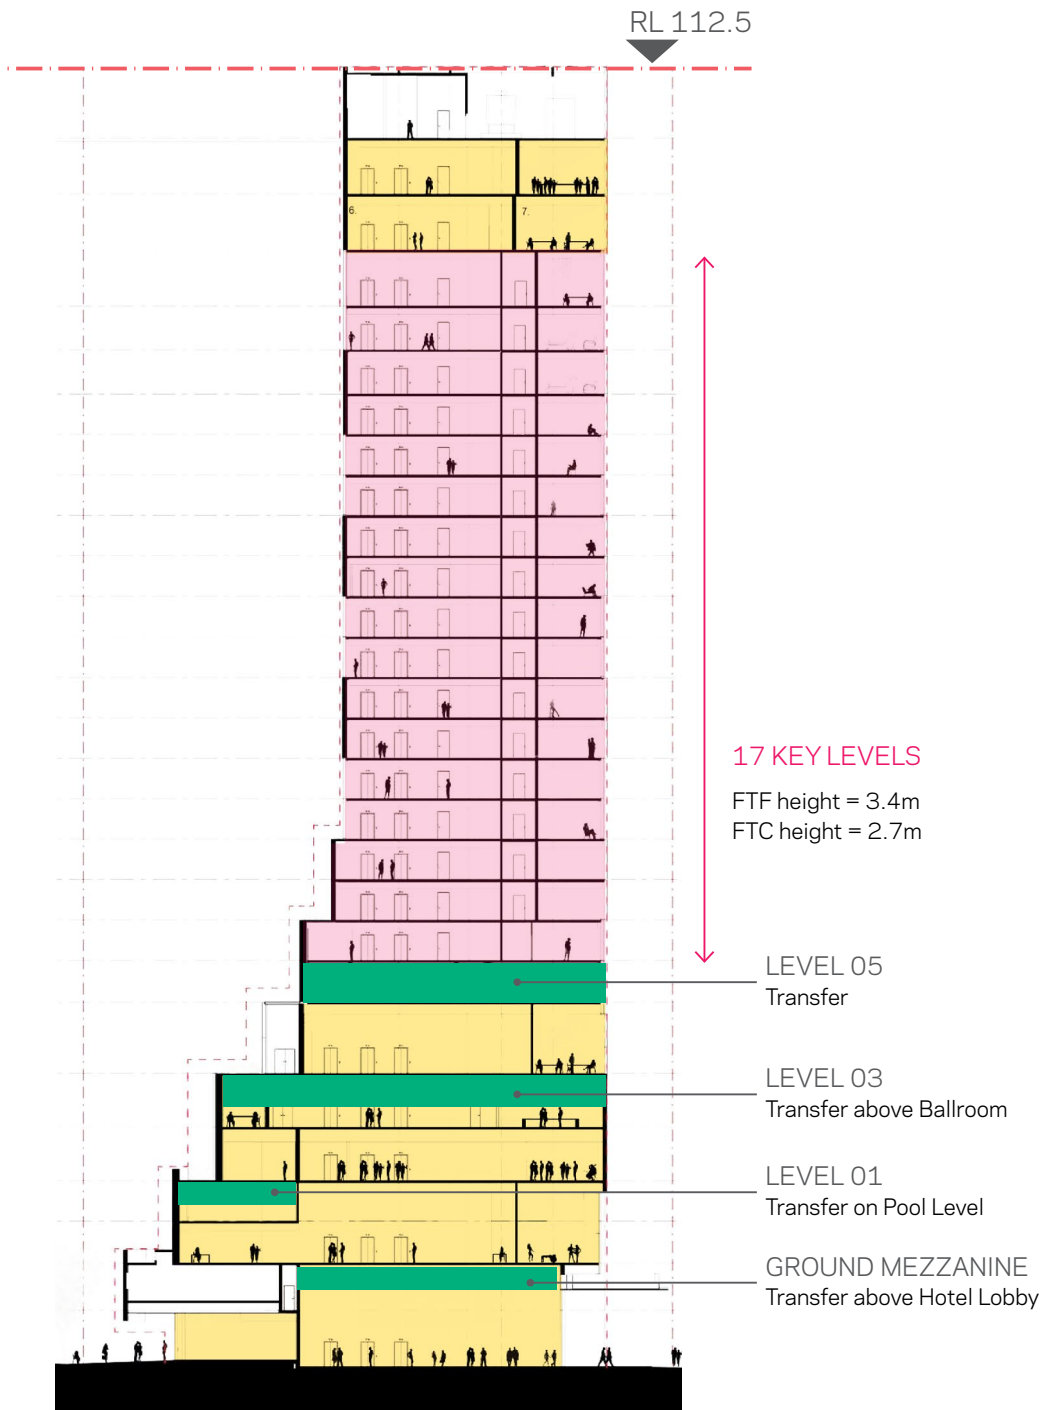 RL 112.5
6.
7.
17 KEY LEVELS
FTF height = 3.4m
FTC height = 2.7m
LEVEL 05
Transfer
LEVEL 03
Transfer above Ballroom
LEVEL 01
Transfer on Pool Level
GROUND MEZZANINE
Transfer above Hotel Lobby